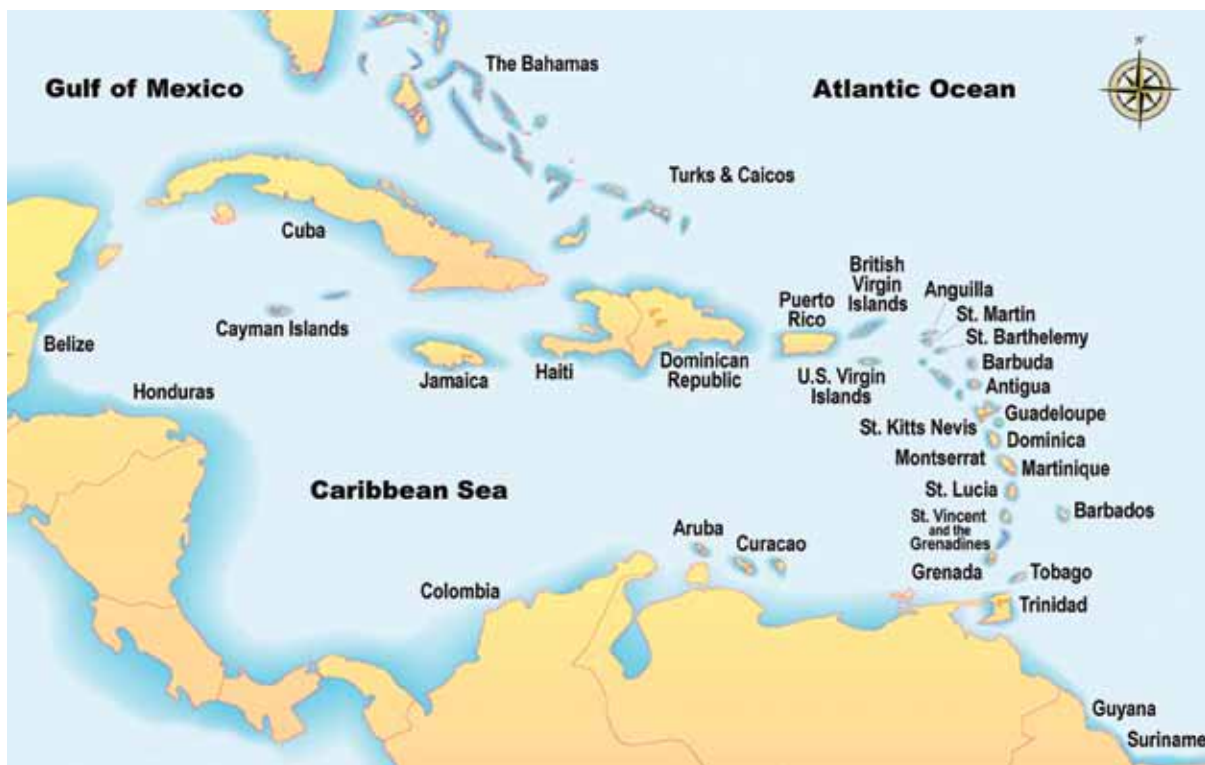 N
The Bahamas
Gulf of Mexico
Atlantic Ocean
Turks & Caicos
Cuba
British
Virgin
Islands
Anguilla
Puerto
Rico
St. Martin
Cayman Islands
St. Barthelemy
Belize
Jamaica
Haiti
Dominican
Republic
Barbuda
U.S. Virgin
Islands
Antigua
Honduras
Guadeloupe
St. Kitts Nevis
Dominica
Montserrat
Martinique
Caribbean Sea
St. Lucia
Barbados
St. Vincent
and the
Grenadines
Aruba
Curacao
Grenada
Tobago
Colombia
Trinidad
Guyana
Suriname